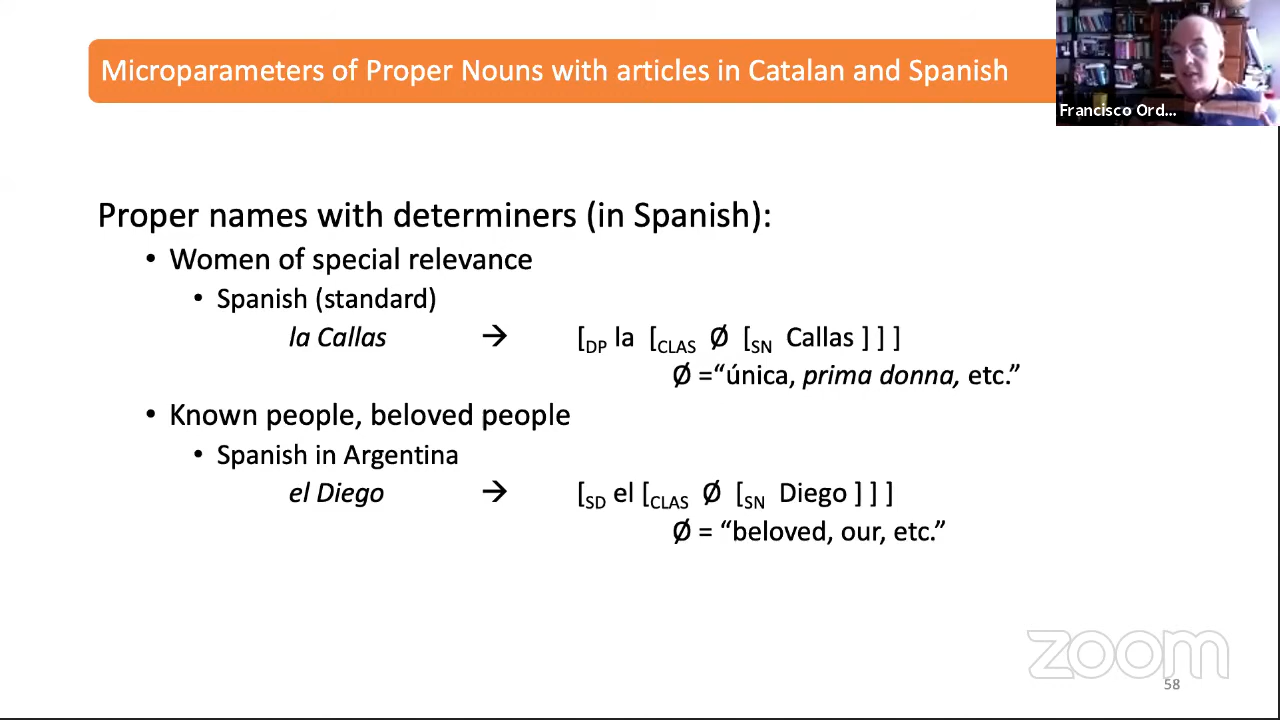 Microparameters of Proper Nouns with articles in Catalan and Spanish
Francisco Ord...
Proper names with determiners (in Spanish):
• Women of special relevance
• Spanish (standard)
la Callas → [DP la [CLAS Ø [SN Callas ] ] ]
Ø =“única, prima donna, etc.”
• Known people, beloved people
• Spanish in Argentina
el Diego → [SD el [CLAS Ø [SN Diego ] ] ]
Ø = “beloved, our, etc.”
zoom
58